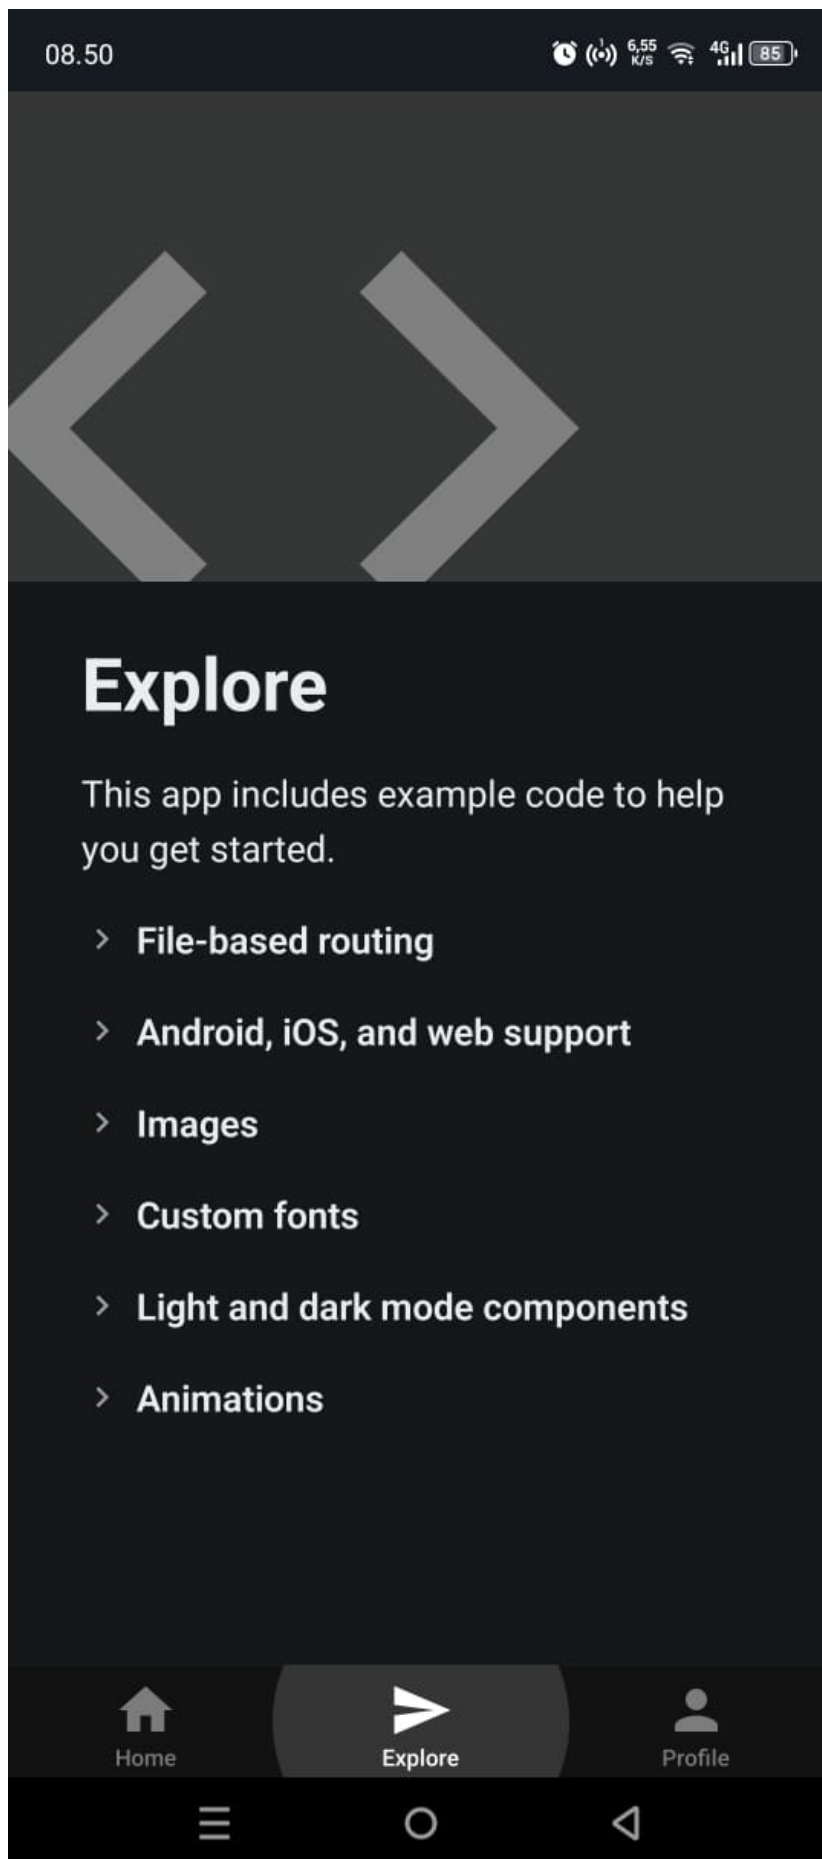 08.50
1
6,55
K/S
4G
85
Explore
This app includes example code to help
you get started.
File-based routing
Android, iOS, and web support
Images
Custom fonts
Light and dark mode components
Animations
Home
Explore
Profile